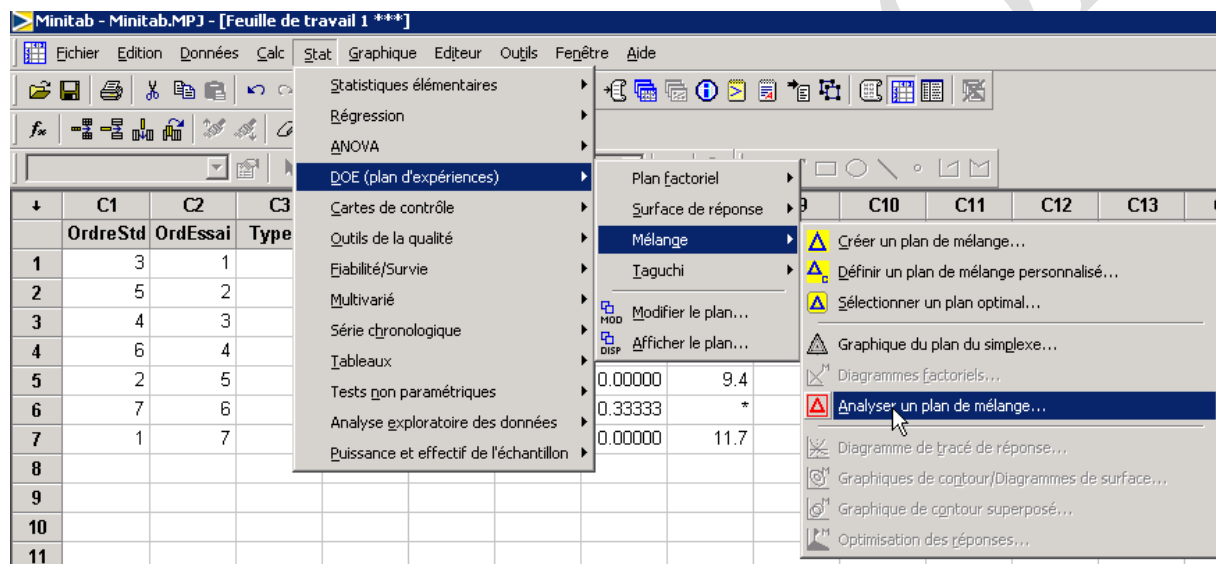 Minitab - Minitab.MPJ - [Feuille de travail 1 ***]
Fichier Edition Données Calc Stat Graphique Editeur Outils Fenêtre Aide
Statistiques élémentaires
Régression
ANOVA
DOE (plan d'expériences)
Cartes de contrôle
Outils de la qualité
Fiabilité/Survie
Multivarié
Série chronologique
Tableaux
Tests non paramétriques
Analyse exploratoire des données
Puissance et effectif de l'échantillon
Plan factoriel
Surface de réponse
Mélange
Taguchi
MOD Modifier le plan...
DISP Afficher le plan...
Créer un plan de mélange...
Définir un plan de mélange personnalisé...
Sélectionner un plan optimal...
Graphique du plan du simplexe...
Diagrammes factoriels...
Analyser un plan de mélange...
Diagramme de tracé de réponse...
Graphiques de contour/Diagrammes de surface...
Graphique de contour superposé...
Optimisation des réponses...
C1 C2 C3 C10 C11 C12 C13
OrdreStd OrdEssai Type
1 3 1
2 5 2
3 4 3
4 6 4
5 2 5 0.00000 9.4
6 7 6 0.33333 *
7 1 7 0.00000 11.7
8
9
10
11